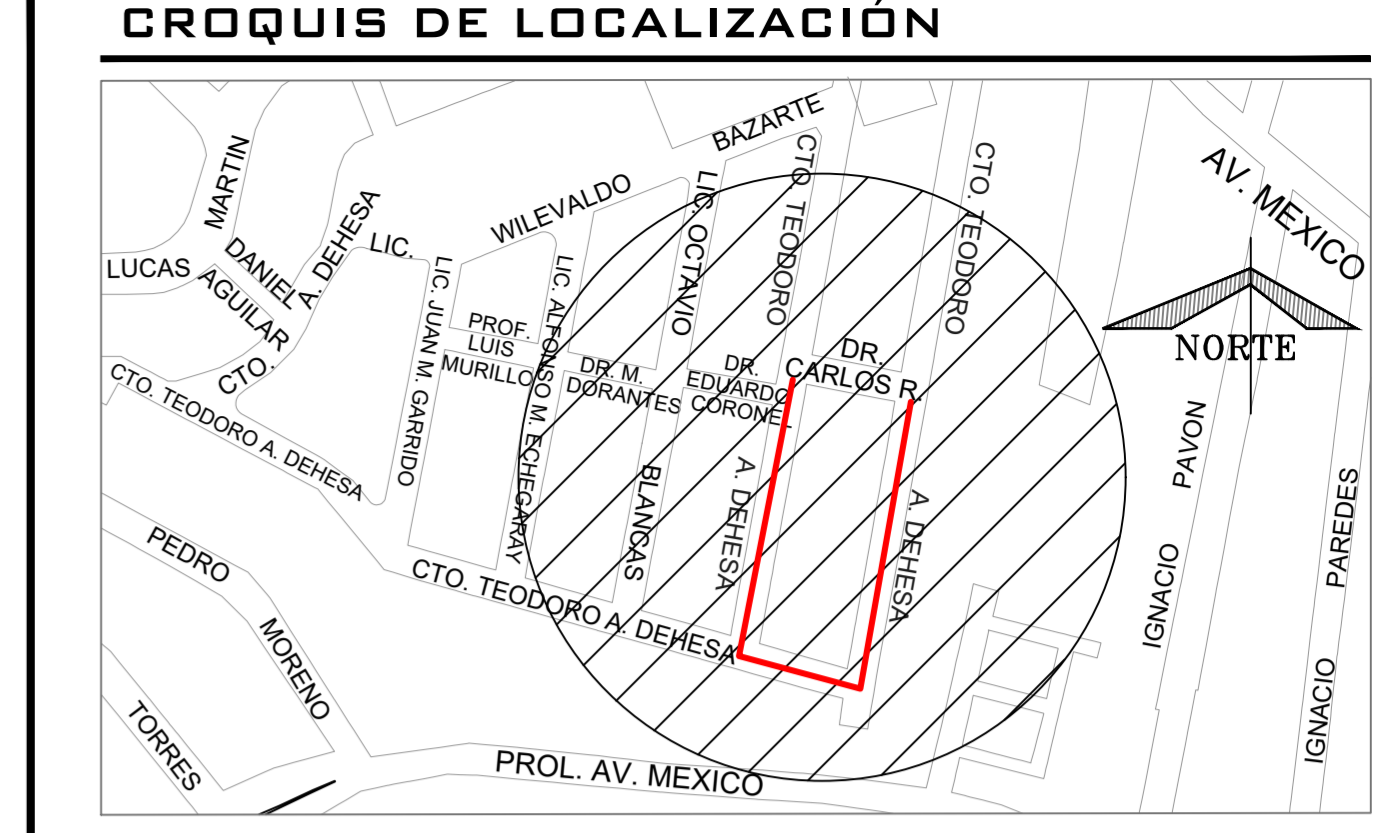 CROQUIS DE LOCALIZACIÓN
BAZARTE
AV. MEXICO
MARTIN
CTO. TEODORO
CTO. TEODORO
WILEVALDO
LIC. OCTAVIO
LUCAS
DANIEL
AGUILAR
A. DEHESA
CTO.
LIC.
LIC. JUAN M. GARRIDO
LIC. ALFONSO M. ECHEGARAY
PROF.
LUIS
MURILLO
DR. M.
DORANTES
DR.
EDUARDO
CORONEL
DR.
CARLOS R.
NORTE
CTO. TEODORO A. DEHESA
BLANCAS
A. DEHESA
A. DEHESA
IGNACIO PAVON
IGNACIO PAREDES
PEDRO
MORENO
CTO. TEODORO A. DEHESA
TORRES
PROL. AV. MEXICO